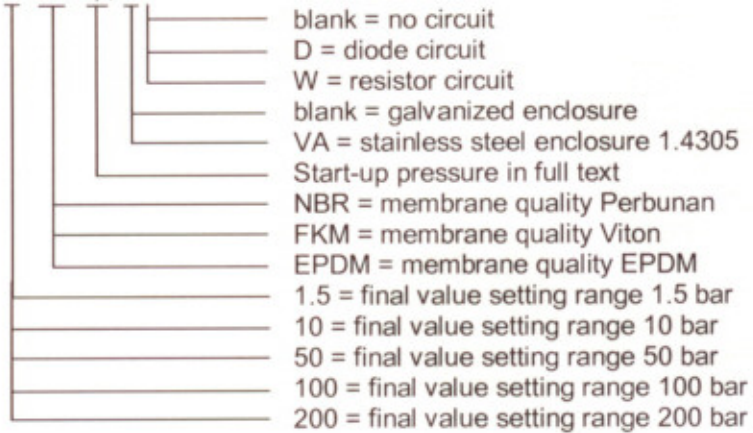 blank = no circuit
D = diode circuit
W = resistor circuit
blank = galvanized enclosure
VA = stainless steel enclosure 1.4305
Start-up pressure in full text
NBR = membrane quality Perbunan
FKM = membrane quality Viton
EPDM = membrane quality EPDM
1.5 = final value setting range 1.5 bar
10 = final value setting range 10 bar
50 = final value setting range 50 bar
100 = final value setting range 100 bar
200 = final value setting range 200 bar